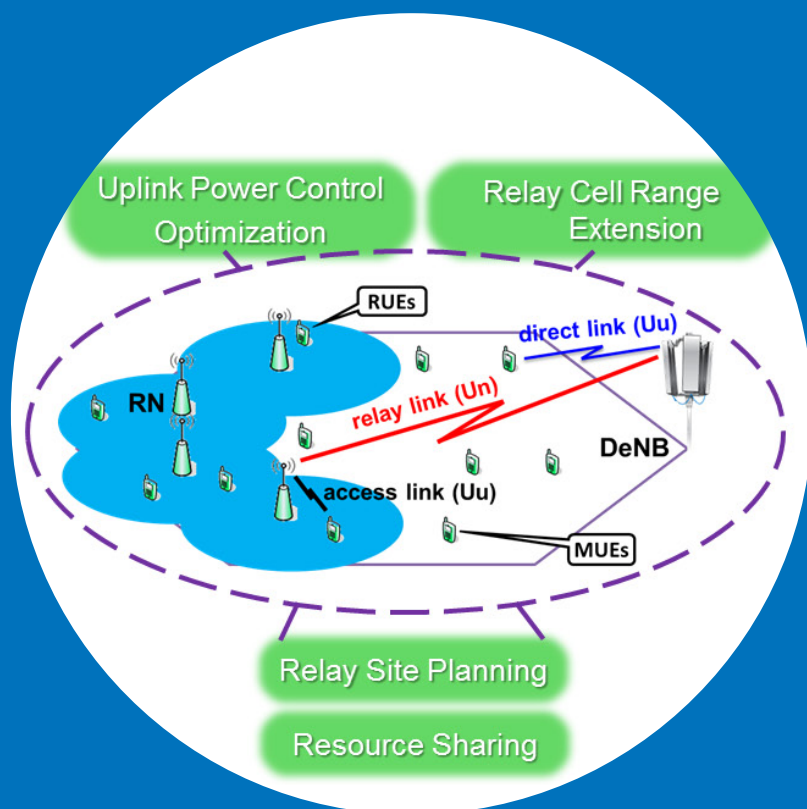 Uplink Power Control
Optimization
Relay Cell Range
Extension
RUEs
direct link (Uu)
RN
relay link (Un)
DeNB
access link (Uu)
MUEs
Relay Site Planning
Resource Sharing